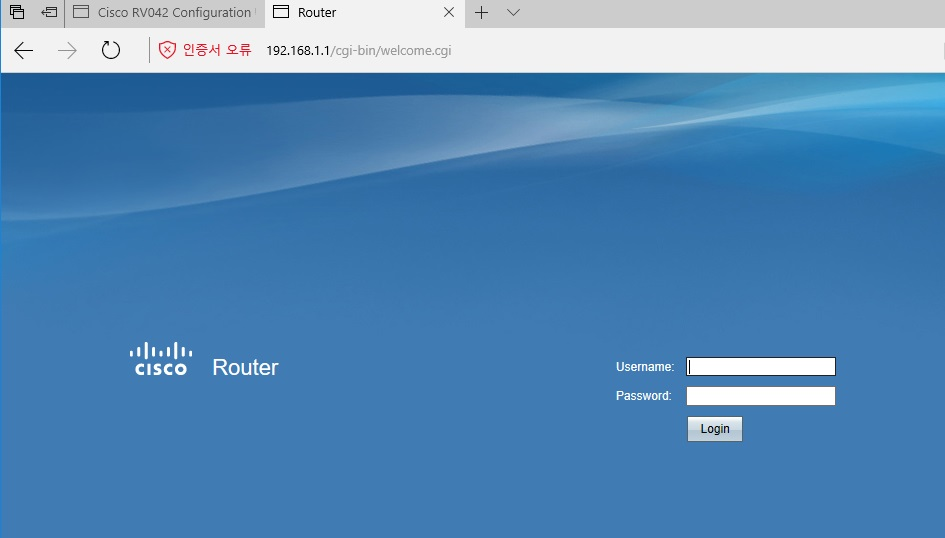 Cisco RV042 Configuration
Router
인증서 오류 192.168.1.1/cgi-bin/welcome.cgi
CISCO Router
Username:
Password:
Login